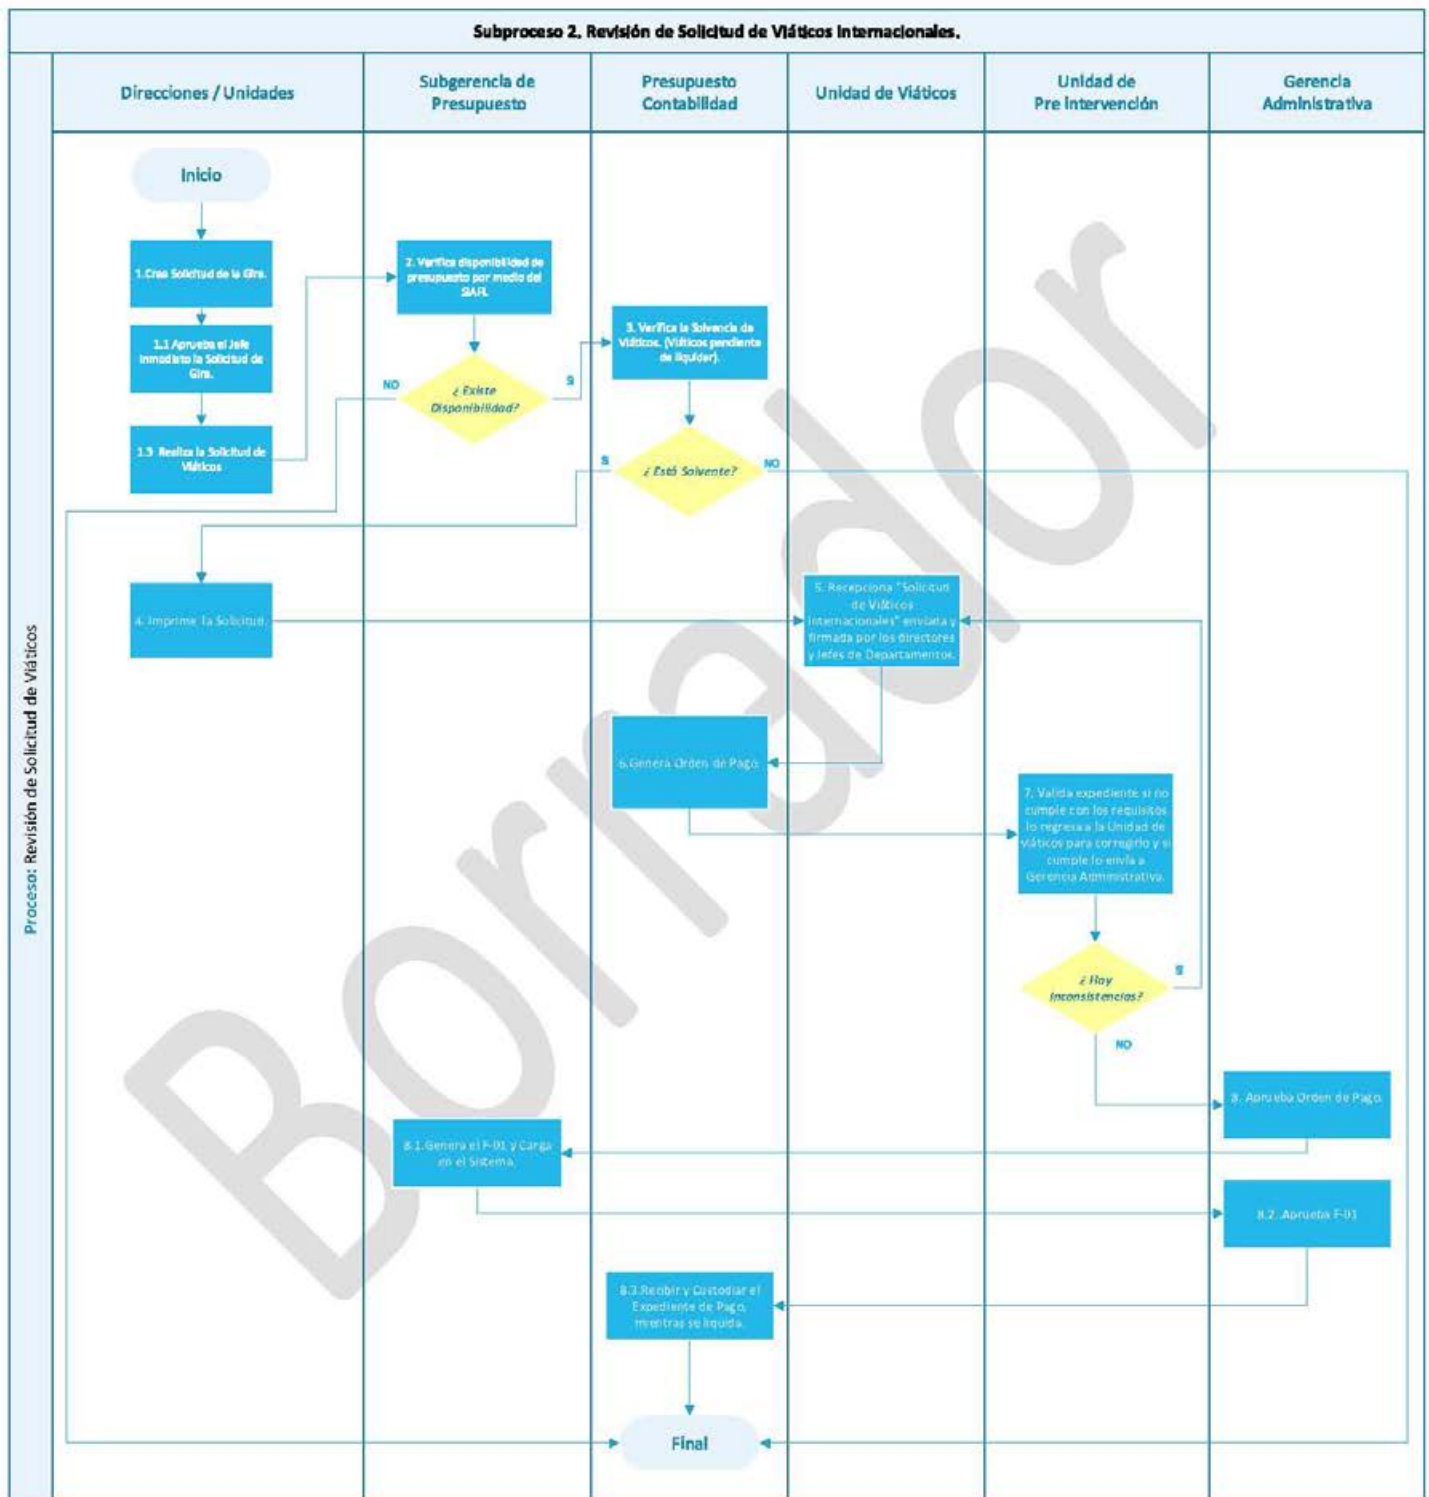 Subproceso 2. Revisión de Solicitud de Viáticos Internacionales.
Proceso: Revisión de Solicitud de Viáticos
Direcciones / Unidades
Subgerencia de
Presupuesto
Presupuesto
Contabilidad
Unidad de Viáticos
Unidad de
Pre intervención
Gerencia
Administrativa
Inicio
1.Crea Solicitud de la Gira.
1.1 Aprueba el Jefe
Inmediato la Solicitud de
Gira.
1.3 Realiza la Solicitud de
Viáticos
2. Verifica disponibilidad de
presupuesto por medio del
SIAFI.
¿ Existe
Disponibilidad?
NO
SI
3. Verifica la Solvencia de
Viáticos. (Viáticos pendiente
de liquidar).
¿ Está Solvente?
SI
NO
4. Imprime la Solicitud.
5. Recepciona "Solicitud
de Viáticos
Internacionales" enviada y
firmada por los directores
y Jefes de Departamentos.
6.Genera Orden de Pago.
7. Valida expediente si no
cumple con los requisitos
lo regresa a la Unidad de
viáticos para corregirlo y si
cumple lo envía a
Gerencia Administrativa.
¿ Hay
Inconsistencias?
SI
NO
8. Aprueba Orden de Pago.
8.1.Genera el F-01 y Carga
en el Sistema.
8.2. Aprueba F-01
8.3.Recibir y Custodiar el
Expediente de Pago,
mientras se liquida.
Final
Borrador